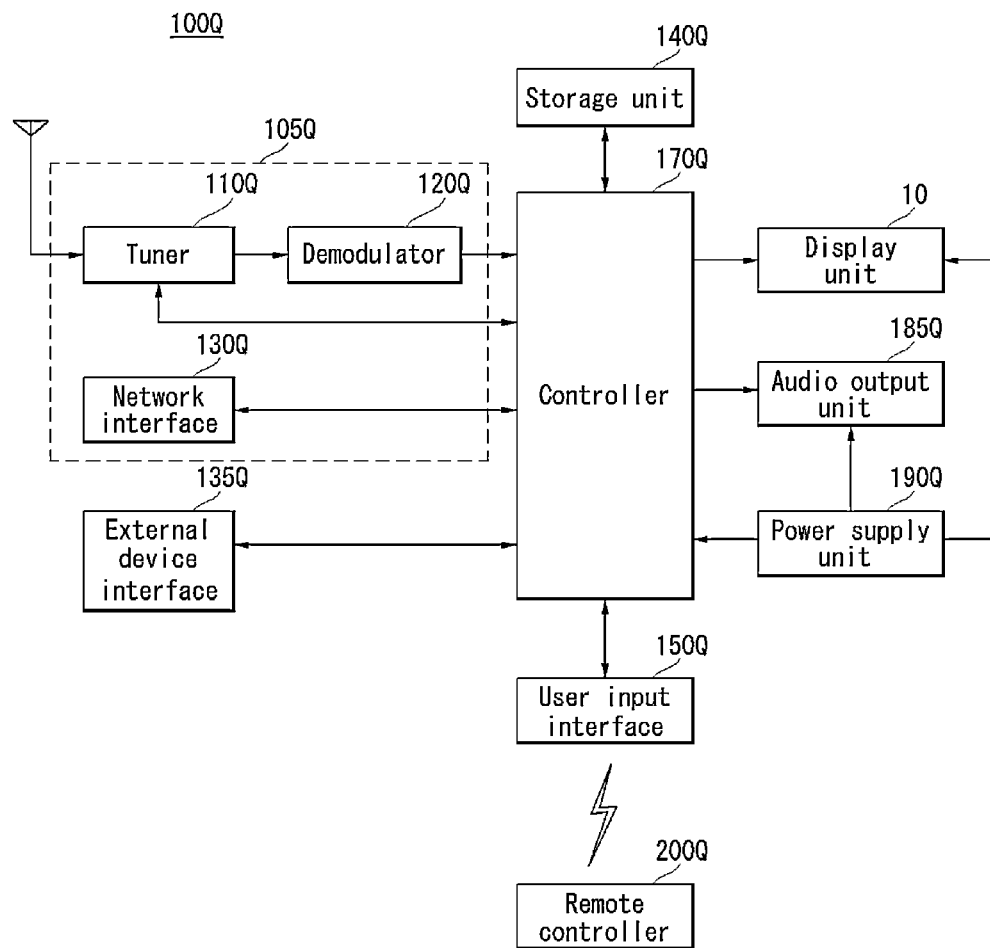 100Q
140Q
Storage unit
105Q
110Q
120Q
170Q
10
Tuner
Demodulator
Display
unit
185Q
130Q
Network
interface
Controller
Audio output
unit
135Q
190Q
External
device
interface
Power supply
unit
150Q
User input
interface
200Q
Remote
controller